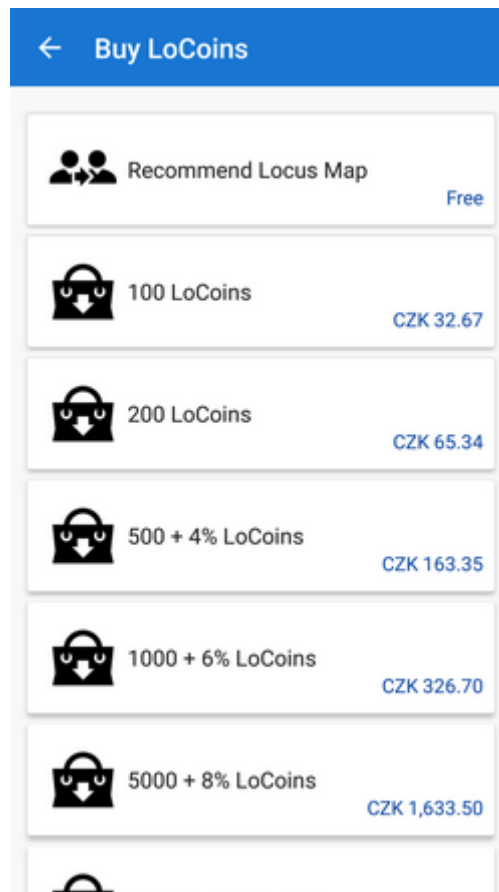 Buy LoCoins
Recommend Locus Map
Free
100 LoCoins
CZK 32.67
200 LoCoins
CZK 65.34
500 + 4% LoCoins
CZK 163.35
1000 + 6% LoCoins
CZK 326.70
5000 + 8% LoCoins
CZK 1,633.50